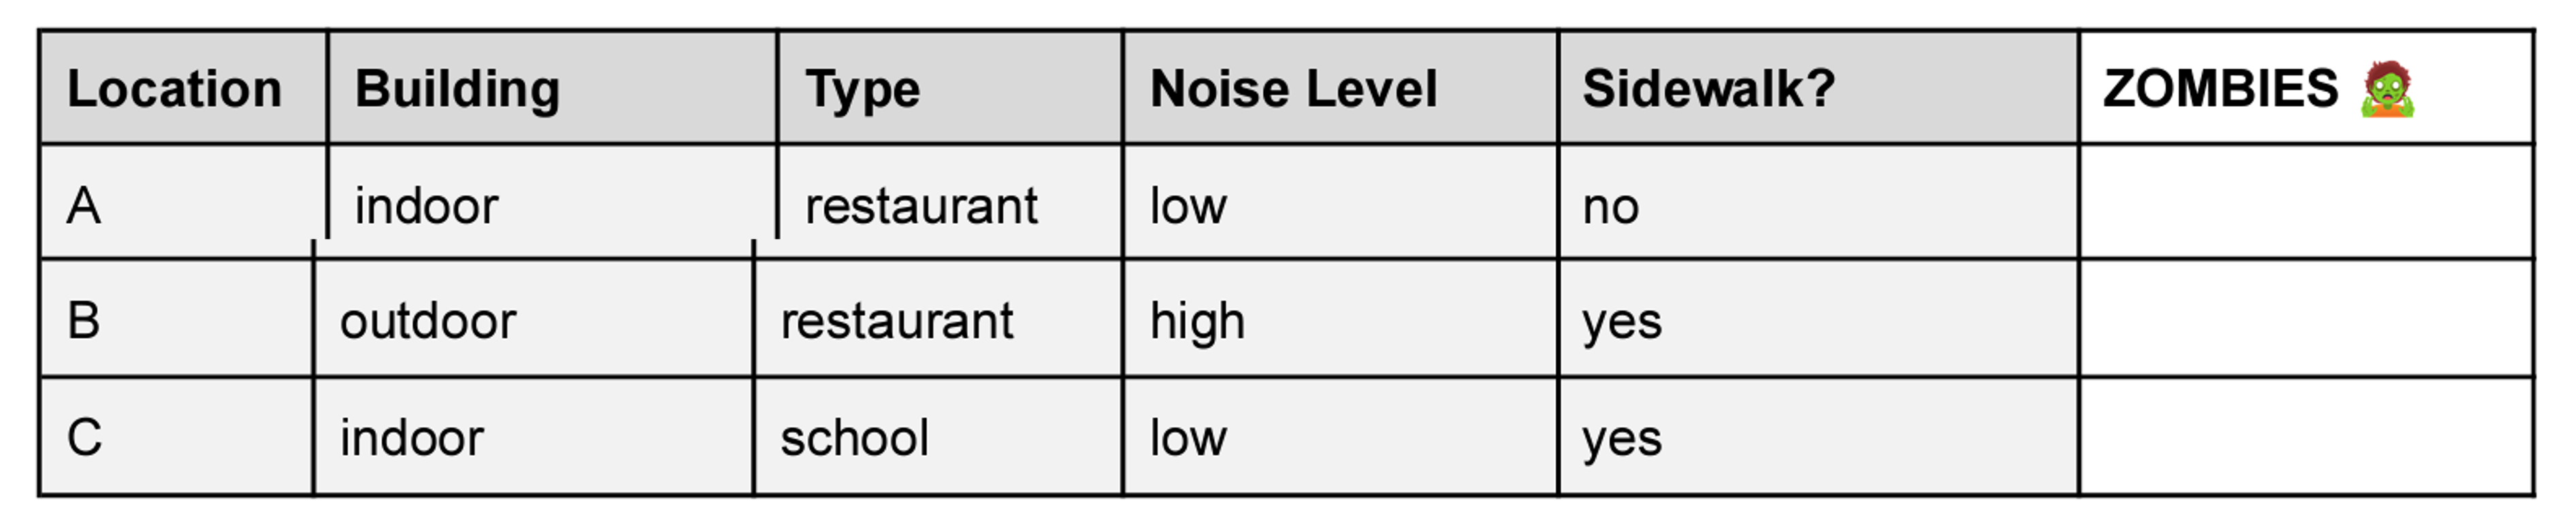 Location Building Type Noise Level Sidewalk? ZOMBIES 🧟
A indoor restaurant low no
B outdoor restaurant high yes
C indoor school low yes